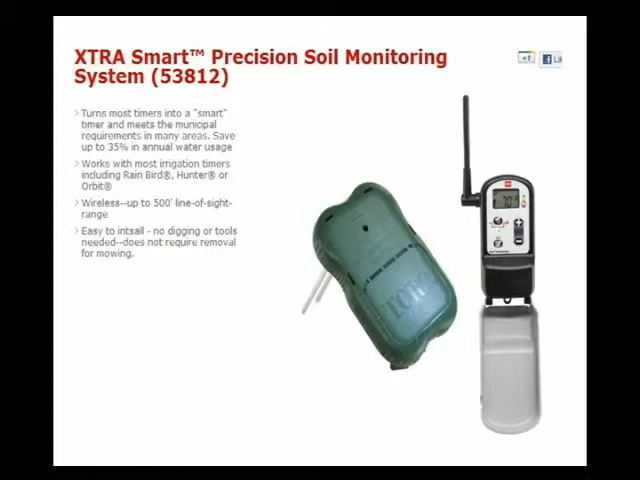 XTRA Smart™ Precision Soil Monitoring
System (53812)
Turns most timers into a "smart"
timer and meets the municipal
requirements in many areas. Save
up to 35% in annual water usage
Works with most irrigation timers
including Rain Bird®, Hunter® or
Orbit®
Wireless--up to 500' line-of-sight-
range
Easy to intsall - no digging or tools
needed--does not require removal
for mowing.
+1
Li
TORO